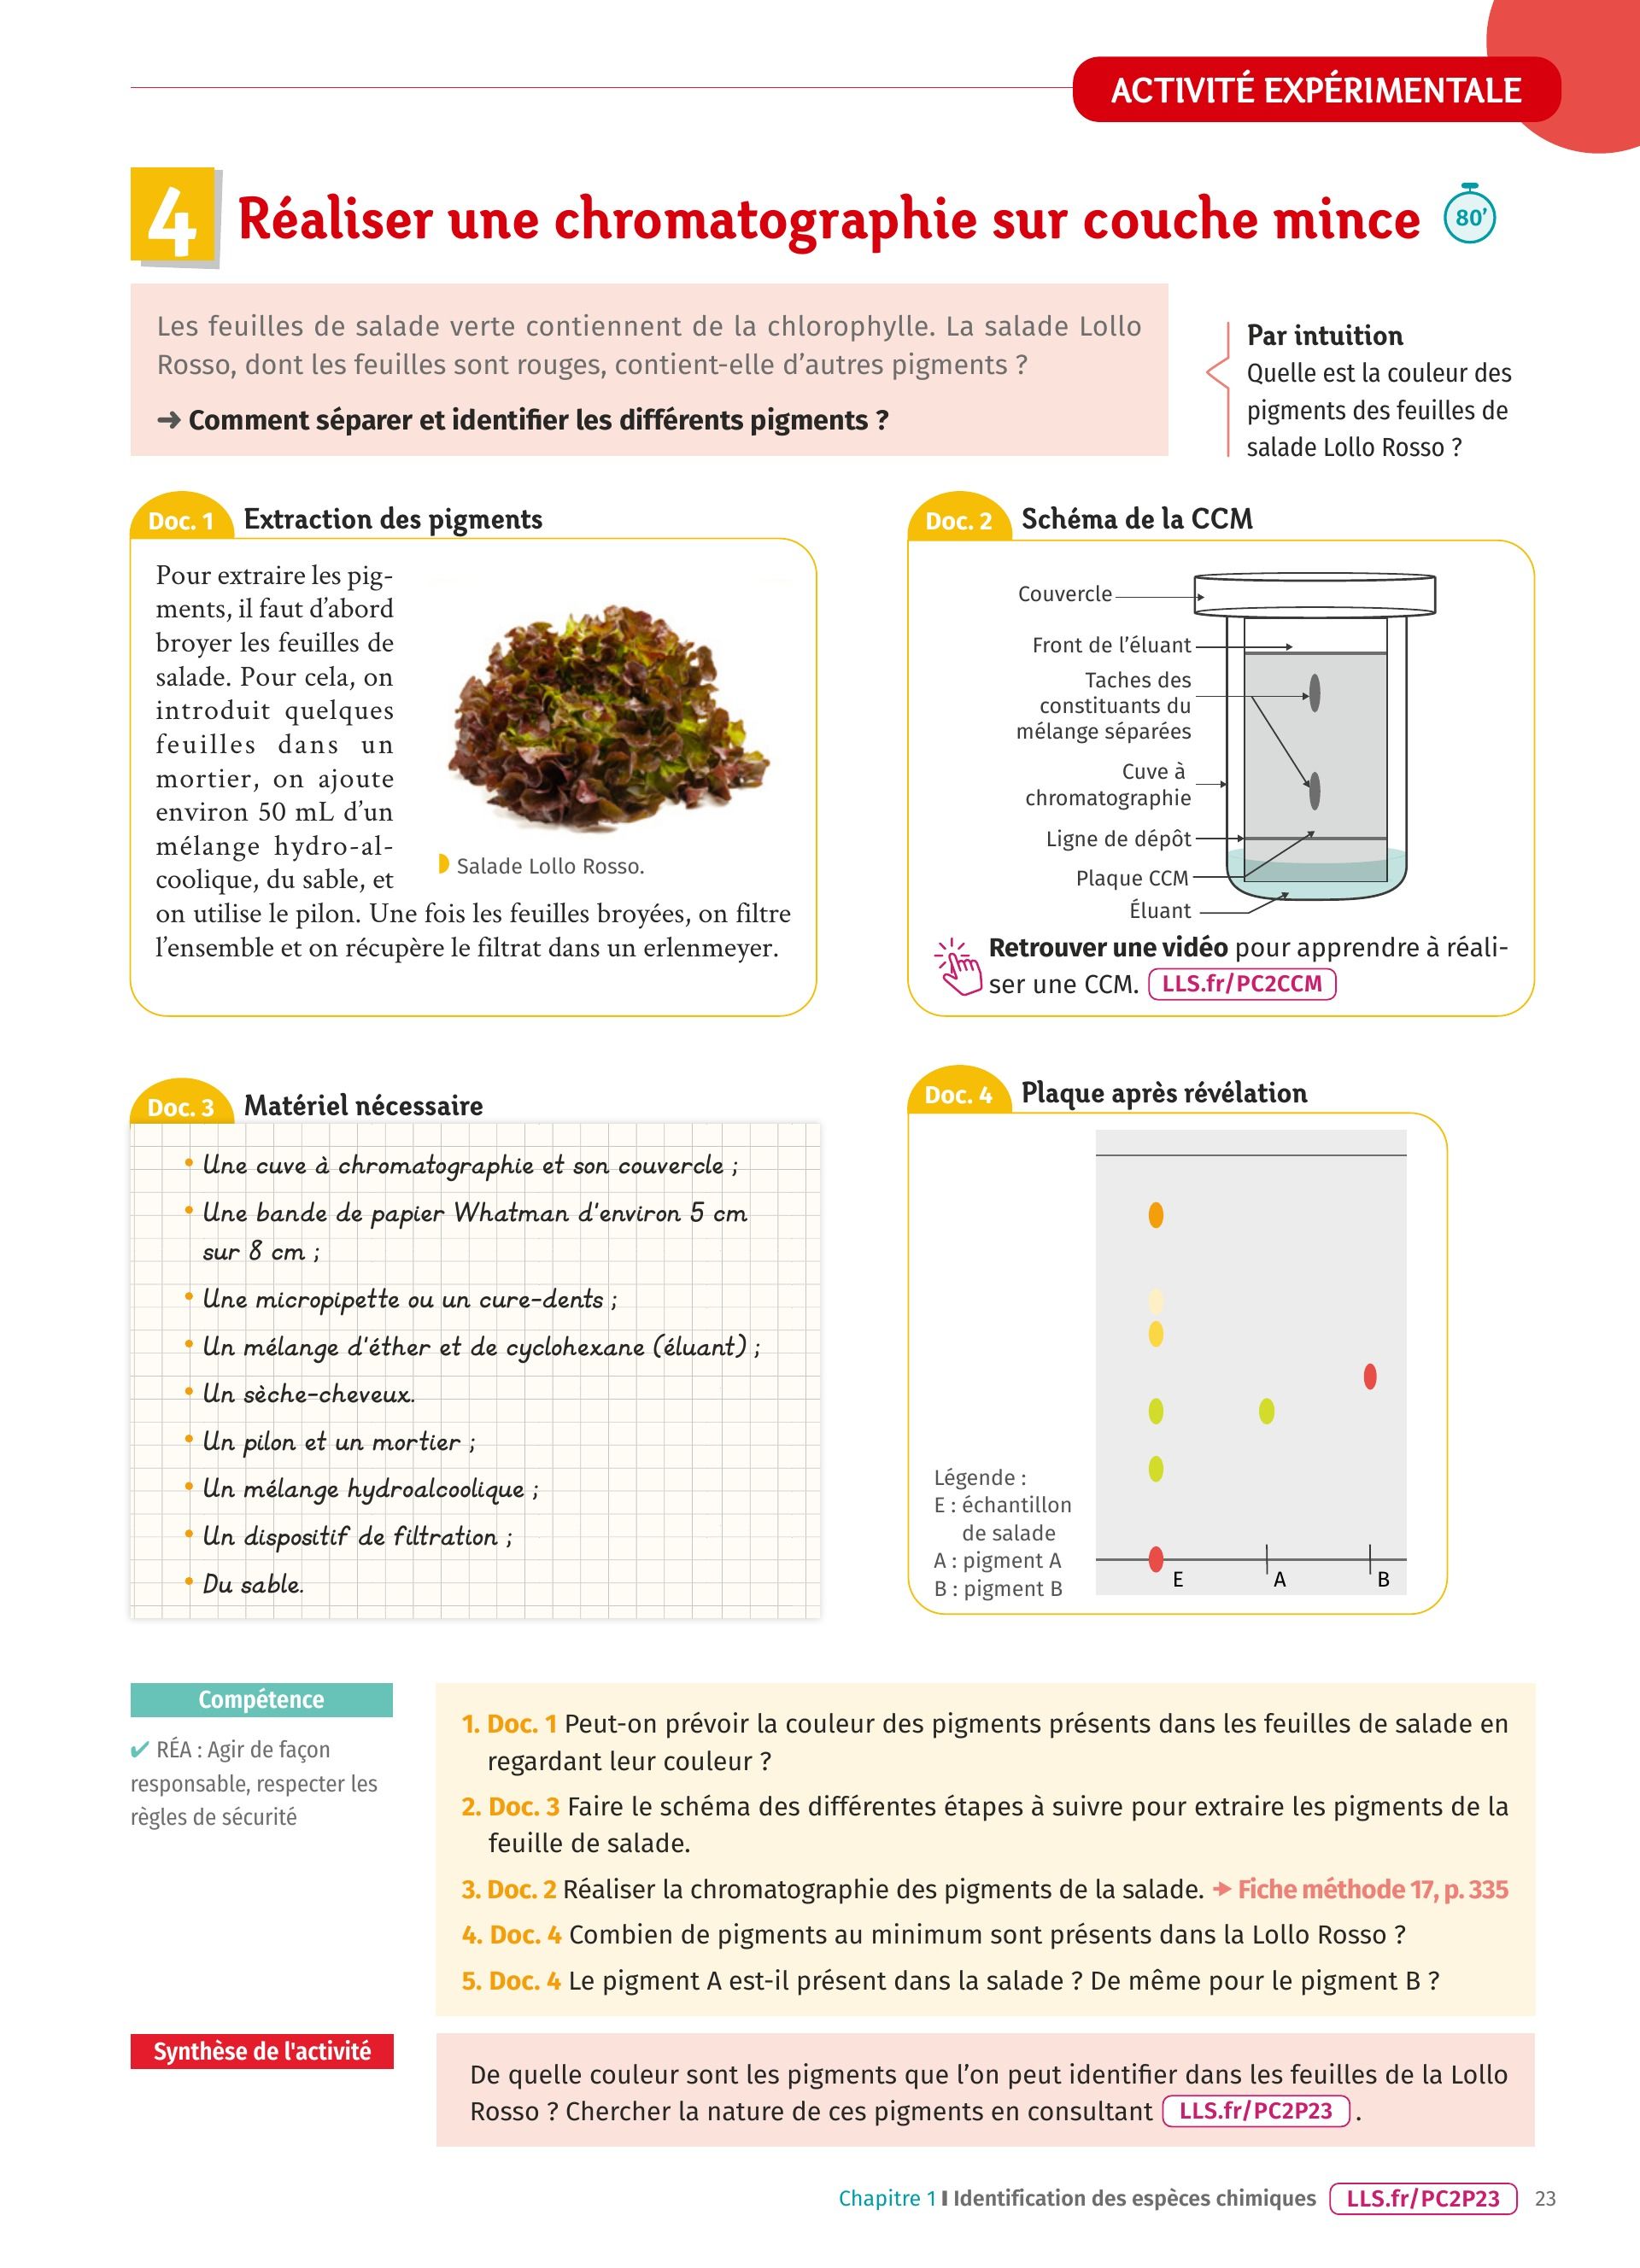 ACTIVITÉ EXPÉRIMENTALE
4
Réaliser une chromatographie sur couche mince
80’
Les feuilles de salade verte contiennent de la chlorophylle. La salade Lollo
Rosso, dont les feuilles sont rouges, contient-elle d’autres pigments ?
➜ Comment séparer et identifier les différents pigments ?
Par intuition
Quelle est la couleur des
pigments des feuilles de
salade Lollo Rosso ?
Doc. 1
Extraction des pigments
Pour extraire les pig-
ments, il faut d’abord
broyer les feuilles de
salade. Pour cela, on
introduit quelques
feuilles dans un
mortier, on ajoute
environ 50 mL d’un
mélange hydro-al-
coolique, du sable, et
on utilise le pilon. Une fois les feuilles broyées, on filtre
l’ensemble et on récupère le filtrat dans un erlenmeyer.
Salade Lollo Rosso.
Doc. 2
Schéma de la CCM
Couvercle
Front de l’éluant
Taches des
constituants du
mélange séparées
Cuve à
chromatographie
Ligne de dépôt
Plaque CCM
Éluant
Retrouver une vidéo pour apprendre à réali-
ser une CCM. LLS.fr/PC2CCM
Doc. 3
Matériel nécessaire
• Une cuve à chromatographie et son couvercle ;
• Une bande de papier Whatman d'environ 5 cm
sur 8 cm ;
• Une micropipette ou un cure-dents ;
• Un mélange d'éther et de cyclohexane (éluant) ;
• Un sèche-cheveux.
• Un pilon et un mortier ;
• Un mélange hydroalcoolique ;
• Un dispositif de filtration ;
• Du sable.
Doc. 4
Plaque après révélation
Légende :
E : échantillon
de salade
A : pigment A
B : pigment B
E
A
B
Compétence
✔ RÉA : Agir de façon
responsable, respecter les
règles de sécurité
1. Doc. 1 Peut-on prévoir la couleur des pigments présents dans les feuilles de salade en
regardant leur couleur ?
2. Doc. 3 Faire le schéma des différentes étapes à suivre pour extraire les pigments de la
feuille de salade.
3. Doc. 2 Réaliser la chromatographie des pigments de la salade. ➜ Fiche méthode 17, p. 335
4. Doc. 4 Combien de pigments au minimum sont présents dans la Lollo Rosso ?
5. Doc. 4 Le pigment A est-il présent dans la salade ? De même pour le pigment B ?
Synthèse de l'activité
De quelle couleur sont les pigments que l’on peut identifier dans les feuilles de la Lollo
Rosso ? Chercher la nature de ces pigments en consultant LLS.fr/PC2P23 .
Chapitre 1 I Identification des espèces chimiques LLS.fr/PC2P23 23